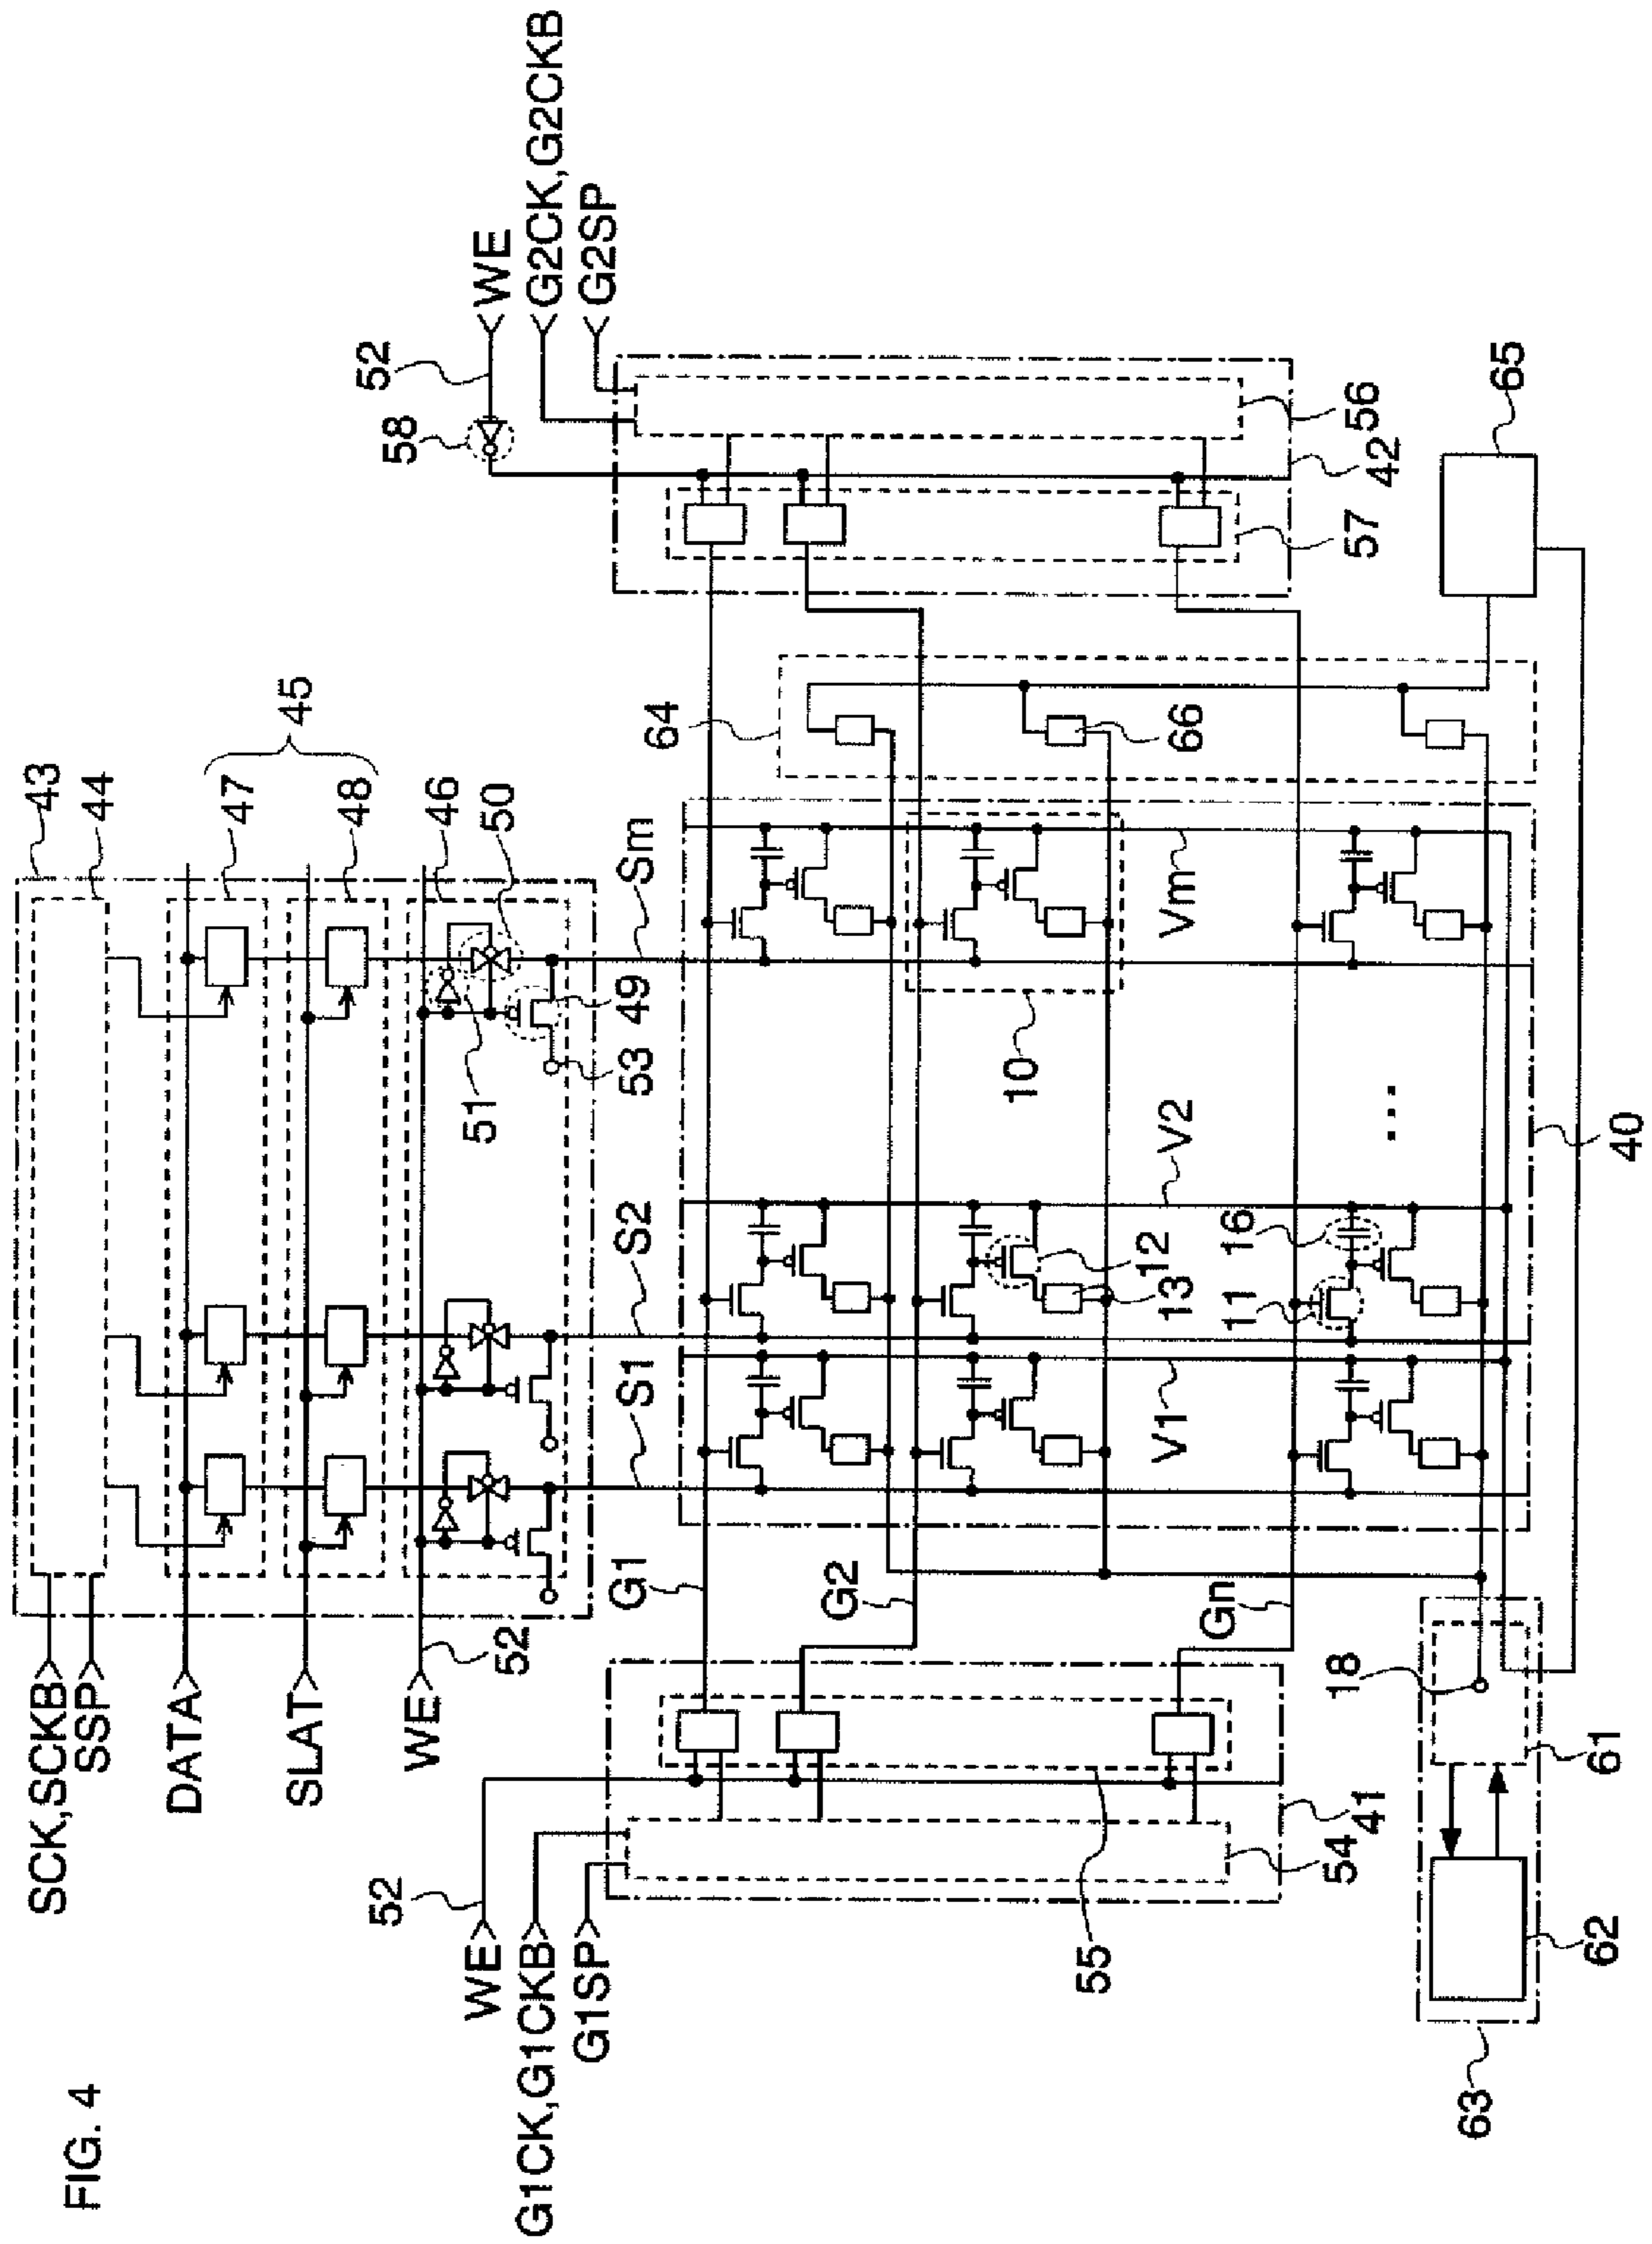 FIG. 4
SCK,SCKB
SSP
DATA
SLAT
WE
52
43
44
45
47
48
46
50
51
49
53
S1
S2
Sm
WE
52
G1CK,G1CKB
G1SP
G1
G2
Gn
55
54
41
V1
V2
Vm
10
11
12
13
16
40
18
61
62
63
64
66
65
WE
52
58
G2CK,G2CKB
G2SP
56
42
57